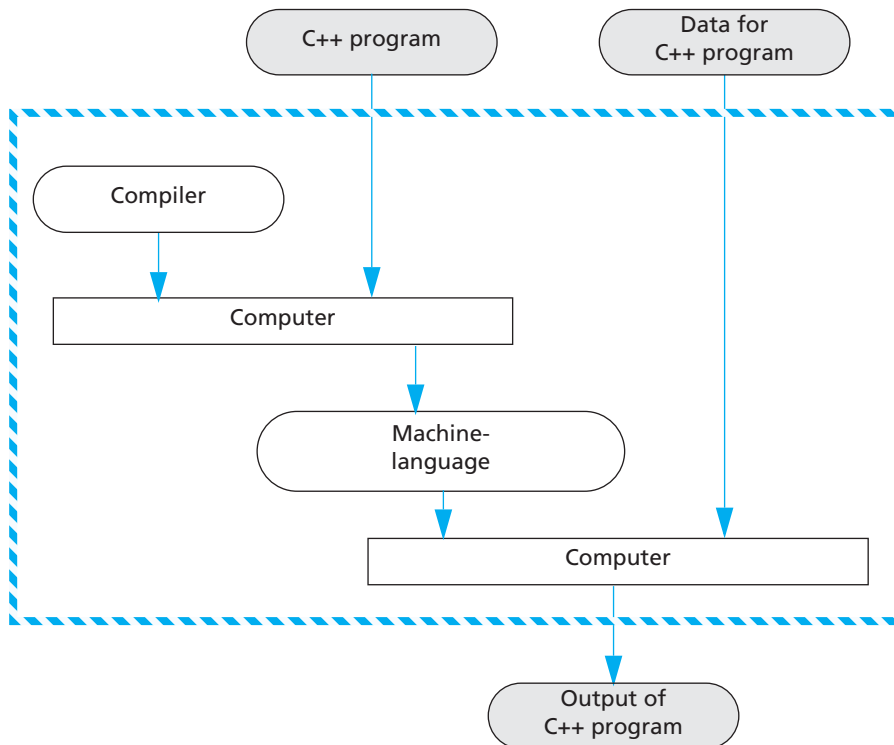 C++ program
Data for
C++ program
Compiler
Computer
Machine-
language
Computer
Output of
C++ program